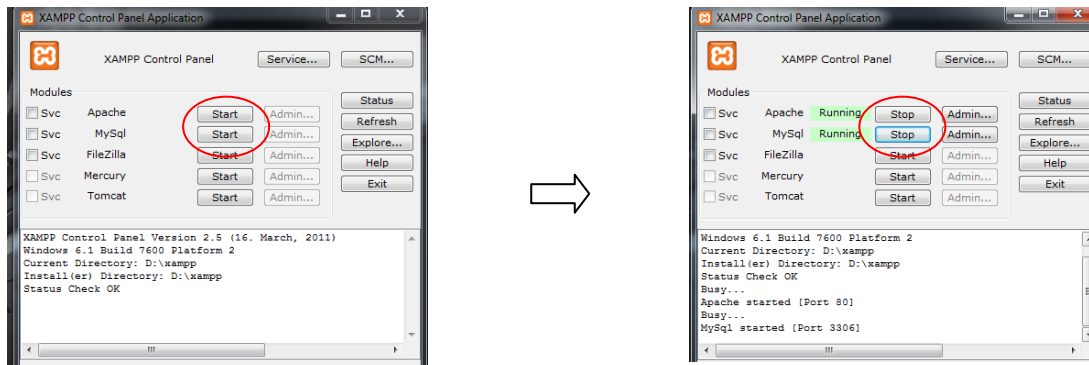 XAMPP Control Panel Application
XAMPP Control Panel Service... SCM...
Modules
Svc Apache Start Admin...
Svc MySql Start Admin...
Svc FileZilla Start Admin...
Svc Mercury Start Admin...
Svc Tomcat Start Admin...
Status
Refresh
Explore...
Help
Exit
XAMPP Control Panel Version 2.5 (16. March, 2011)
Windows 6.1 Build 7600 Platform 2
Current Directory: D:\xampp
Install(er) Directory: D:\xampp
Status Check OK
XAMPP Control Panel Application
XAMPP Control Panel Service... SCM...
Modules
Svc Apache Running Stop Admin...
Svc MySql Running Stop Admin...
Svc FileZilla Start Admin...
Svc Mercury Start Admin...
Svc Tomcat Start Admin...
Status
Refresh
Explore...
Help
Exit
Windows 6.1 Build 7600 Platform 2
Current Directory: D:\xampp
Install(er) Directory: D:\xampp
Status Check OK
Busy...
Apache started [Port 80]
Busy...
MySql started [Port 3306]